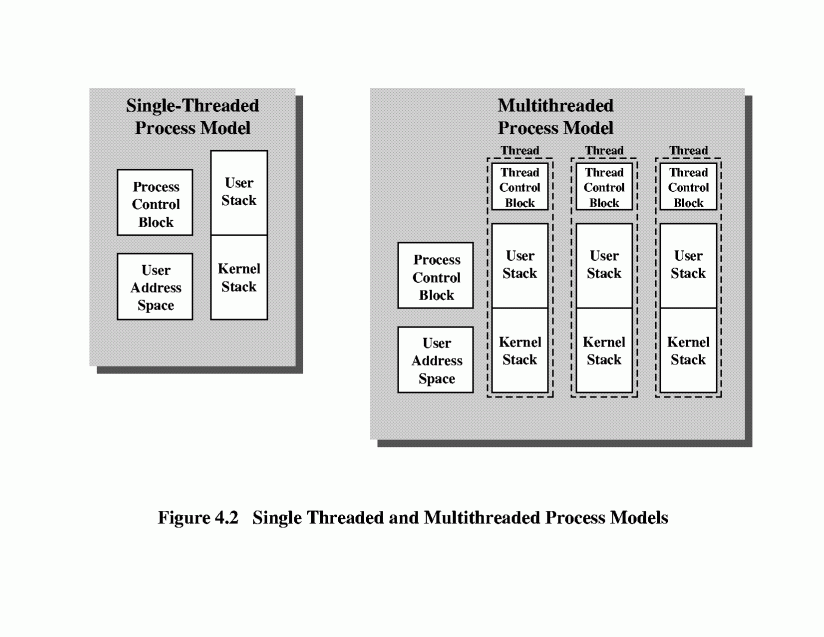 Single-Threaded
Process Model
Process
Control
Block
User
Stack
User
Address
Space
Kernel
Stack
Multithreaded
Process Model
Process
Control
Block
User
Address
Space
Thread
Thread
Control
Block
User
Stack
Kernel
Stack
Thread
Thread
Control
Block
User
Stack
Kernel
Stack
Thread
Thread
Control
Block
User
Stack
Kernel
Stack
Figure 4.2 Single Threaded and Multithreaded Process Models